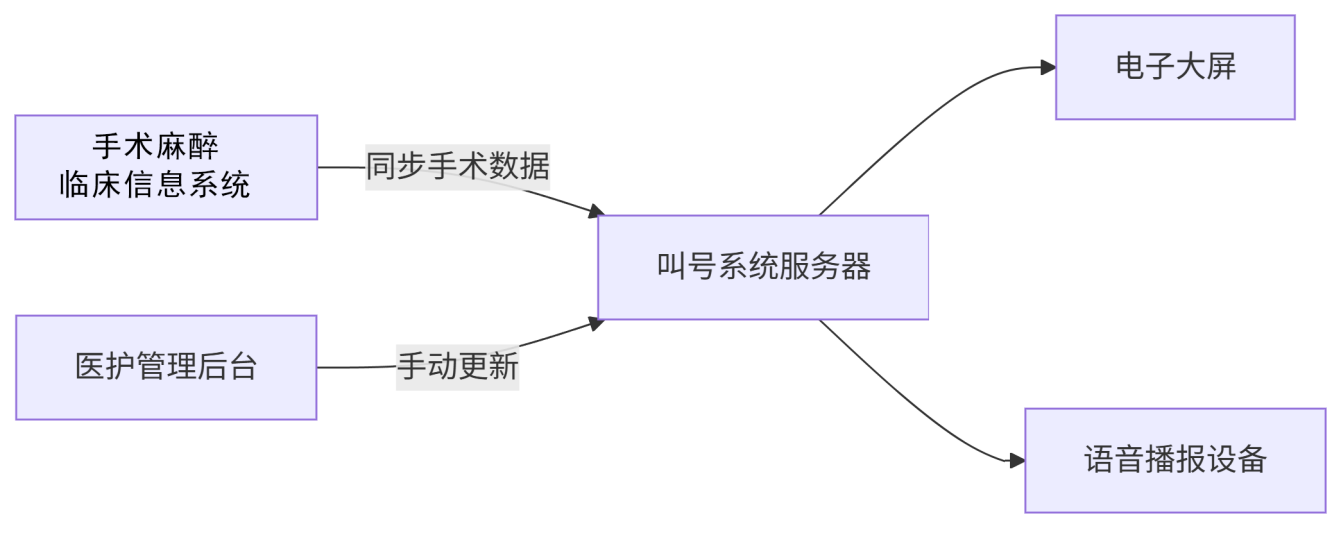 电子大屏
手术麻醉
临床信息系统
同步手术数据
叫号系统服务器
医护管理后台
手动更新
语音播报设备